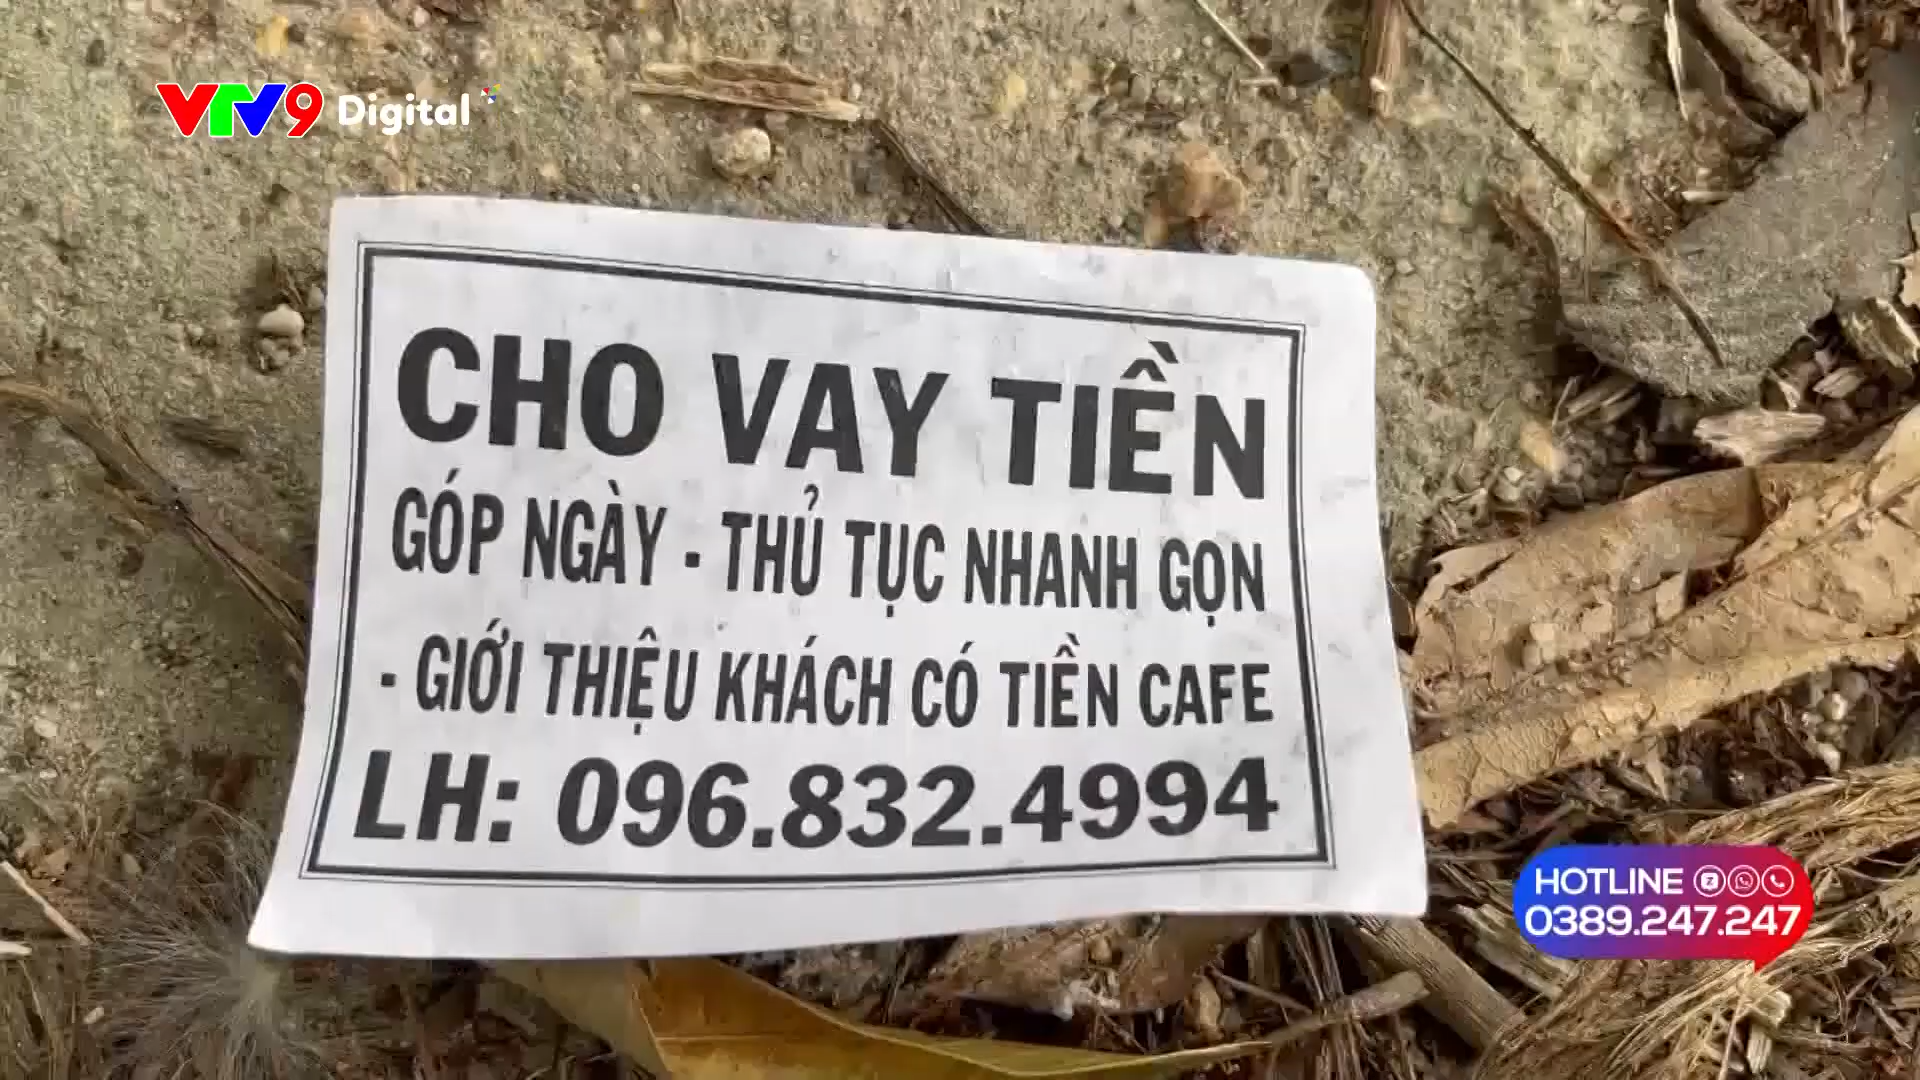 VTV9 Digital
CHO VAY TIỀN
GÓP NGÀY - THỦ TỤC NHANH GỌN
- GIỚI THIỆU KHÁCH CÓ TIỀN CAFE
LH: 096.832.4994
HOTLINE
0389.247.247